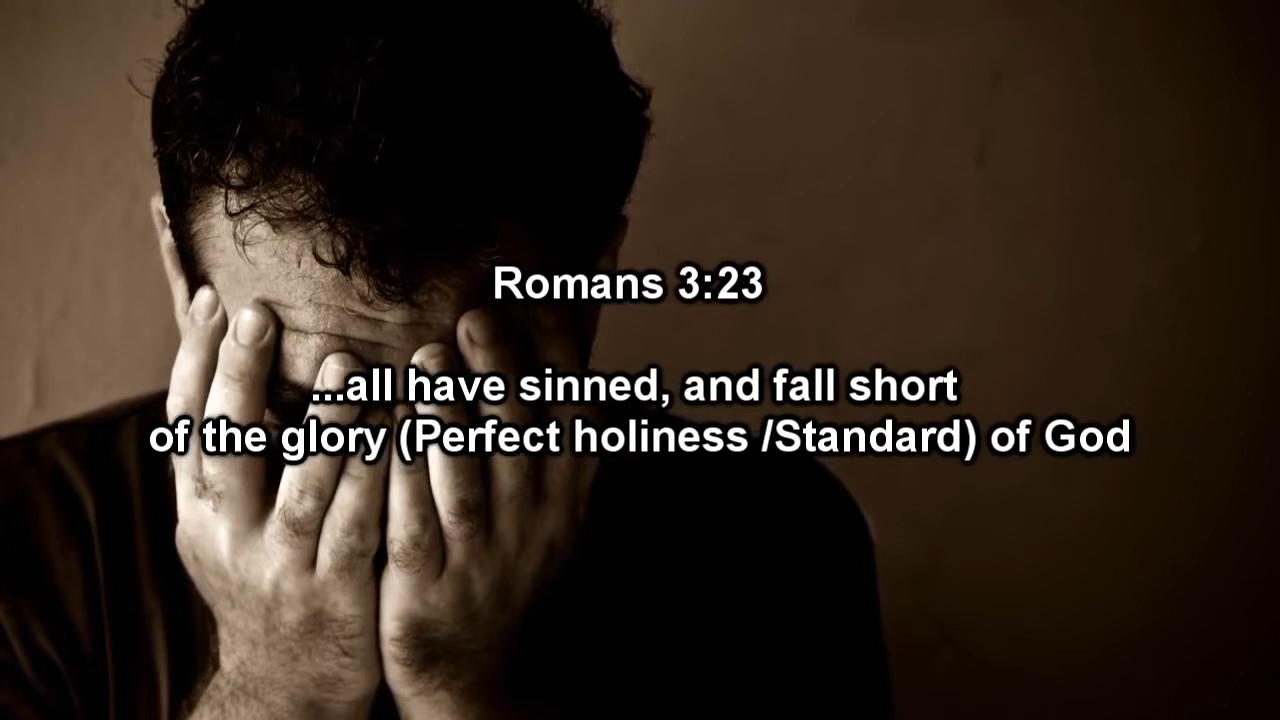 Romans 3:23
...all have sinned, and fall short
of the glory (Perfect holiness /Standard) of God